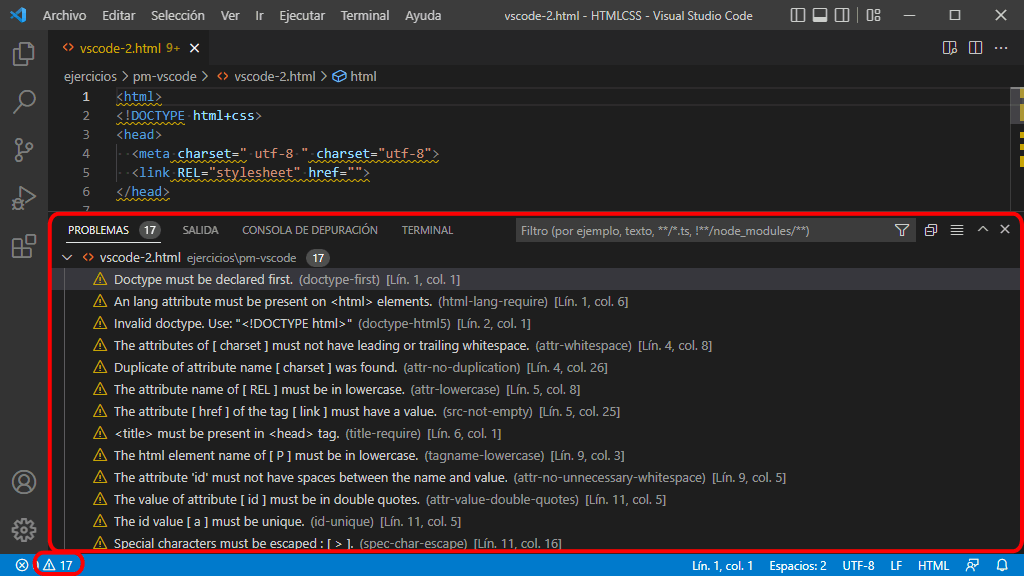 Archivo Editar Selección Ver Ir Ejecutar Terminal Ayuda vscode-2.html - HTMLCSS - Visual Studio Code
<> vscode-2.html 9+
ejercicios > pm-vscode > <> vscode-2.html > html
1 <html>
2 <!DOCTYPE html+css>
3 <head>
4 <meta charset=" utf-8 " charset="utf-8">
5 <link REL="stylesheet" href="">
6 </head>
7
PROBLEMAS 17 SALIDA CONSOLA DE DEPURACIÓN TERMINAL Filtro (por ejemplo, texto, **/*.ts, !**/node_modules/**)
<> vscode-2.html ejercicios\pm-vscode 17
Doctype must be declared first. (doctype-first) [Lín. 1, col. 1]
An lang attribute must be present on <html> elements. (html-lang-require) [Lín. 1, col. 6]
Invalid doctype. Use: "<!DOCTYPE html>" (doctype-html5) [Lín. 2, col. 1]
The attributes of [ charset ] must not have leading or trailing whitespace. (attr-whitespace) [Lín. 4, col. 8]
Duplicate of attribute name [ charset ] was found. (attr-no-duplication) [Lín. 4, col. 26]
The attribute name of [ REL ] must be in lowercase. (attr-lowercase) [Lín. 5, col. 8]
The attribute [ href ] of the tag [ link ] must have a value. (src-not-empty) [Lín. 5, col. 25]
<title> must be present in <head> tag. (title-require) [Lín. 6, col. 1]
The html element name of [ P ] must be in lowercase. (tagname-lowercase) [Lín. 9, col. 3]
The attribute 'id' must not have spaces between the name and value. (attr-no-unnecessary-whitespace) [Lín. 9, col. 5]
The value of attribute [ id ] must be in double quotes. (attr-value-double-quotes) [Lín. 11, col. 5]
The id value [ a ] must be unique. (id-unique) [Lín. 11, col. 5]
Special characters must be escaped : [ > ]. (spec-char-escape) [Lín. 11, col. 16]
17 Lín. 1, col. 1 Espacios: 2 UTF-8 LF HTML